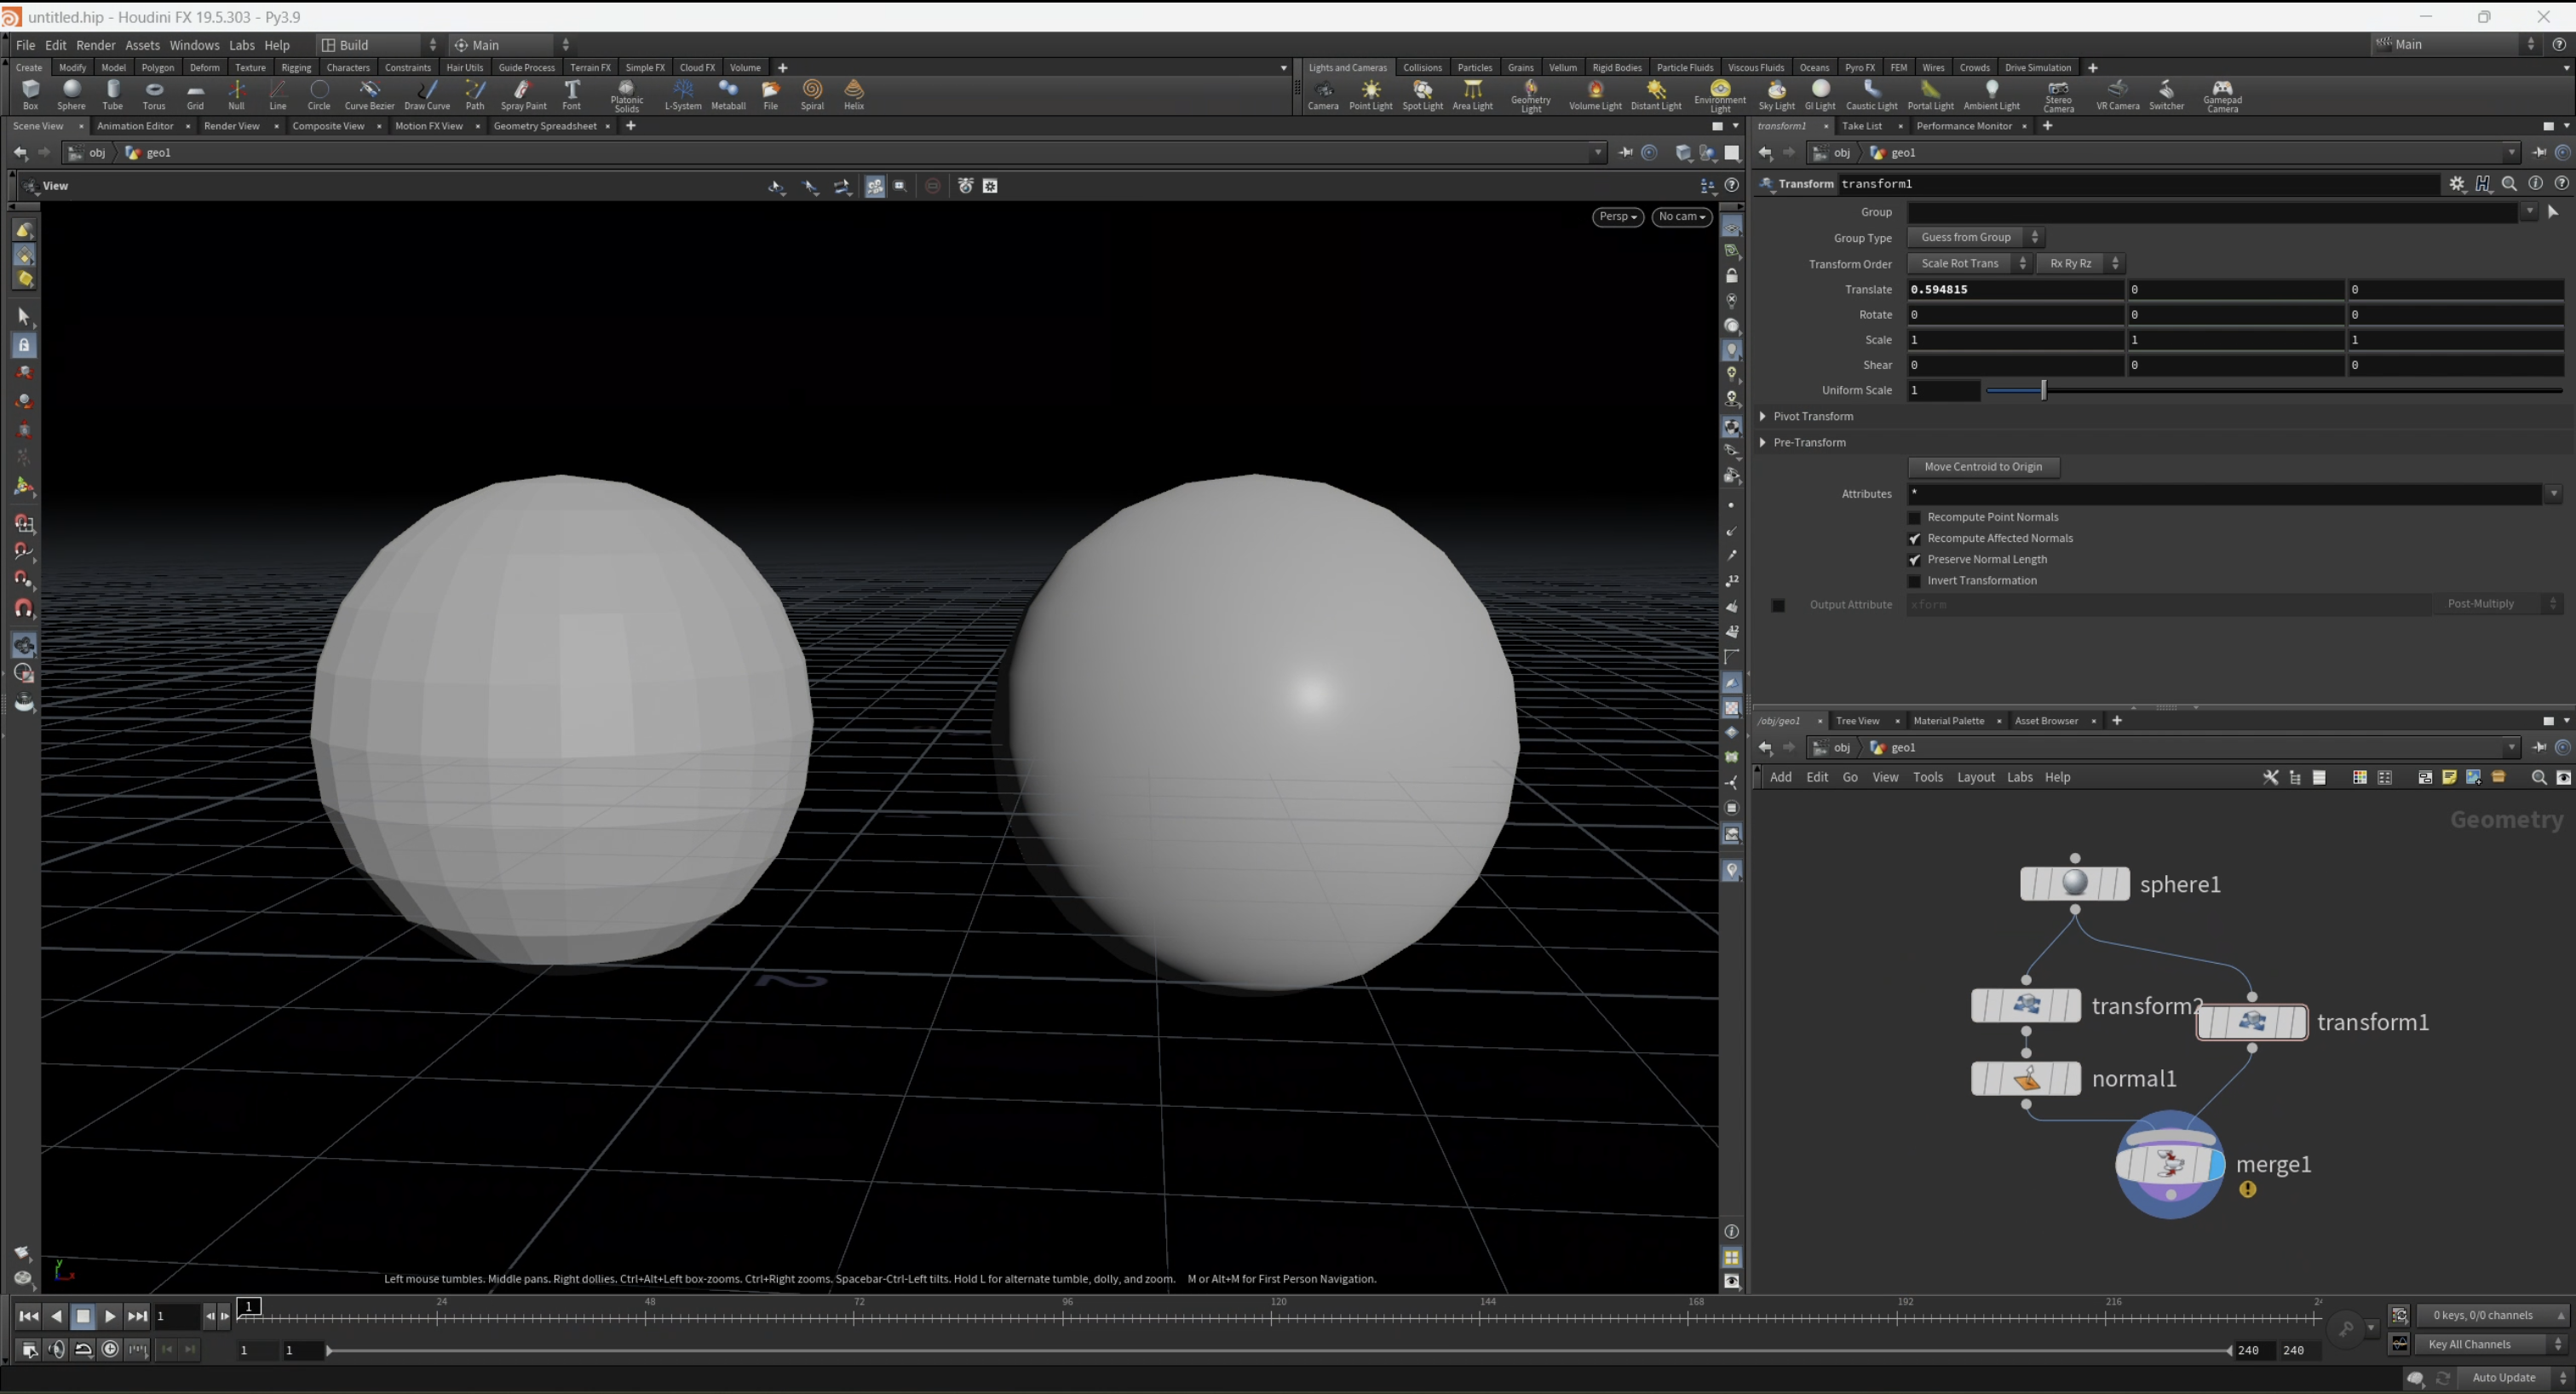 untitled.hip - Houdini FX 19.5.303 - Py3.9
File Edit Render Assets Windows Labs Help Build Main Main
Create Modify Model Polygon Deform Texture Rigging Characters Constraints Hair Utils Guide Process Terrain FX Simple FX Cloud FX Volume
Lights and Cameras Collisions Particles Grains Vellum Rigid Bodies Particle Fluids Viscous Fluids Oceans Pyro FX FEM Wires Crowds Drive Simulation
Box Sphere Tube Torus Grid Null Line Circle Curve Bezier Draw Curve Path Spray Paint Font Platonic Solids L-System Metaball File Spiral Helix
Camera Point Light Spot Light Area Light Geometry Light Volume Light Distant Light Environment Light Sky Light GI Light Caustic Light Portal Light Ambient Light Stereo Camera VR Camera Switcher Gamepad Camera
Scene View Animation Editor Render View Composite View Motion FX View Geometry Spreadsheet
obj geo1
View
Persp No cam
2
Left mouse tumbles. Middle pans. Right dollies. Ctrl+Alt+Left box-zooms. Ctrl+Right zooms. Spacebar-Ctrl-Left tilts. Hold L for alternate tumble, dolly, and zoom. M or Alt+M for First Person Navigation.
y x
12
12
transform1 Take List Performance Monitor
obj geo1
Transform transform1
Group
Group Type Guess from Group
Transform Order Scale Rot Trans Rx Ry Rz
Translate 0.594815 0 0
Rotate 0 0 0
Scale 1 1 1
Shear 0 0 0
Uniform Scale 1
Pivot Transform
Pre-Transform
Move Centroid to Origin
Attributes *
Recompute Point Normals
Recompute Affected Normals
Preserve Normal Length
Invert Transformation
Output Attribute xform Post-Multiply
/obj/geo1 Tree View Material Palette Asset Browser
obj geo1
Add Edit Go View Tools Layout Labs Help
Geometry
sphere1
transform2
transform1
normal1
merge1
1 1 24 48 72 96 120 144 168 192 216
0 keys, 0/0 channels
1 1 240 240
Key All Channels
Auto Update